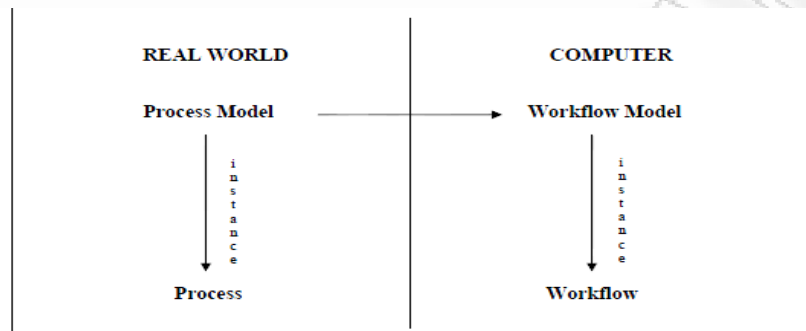 REAL WORLD
COMPUTER
Process Model
Workflow Model
instance
instance
Process
Workflow